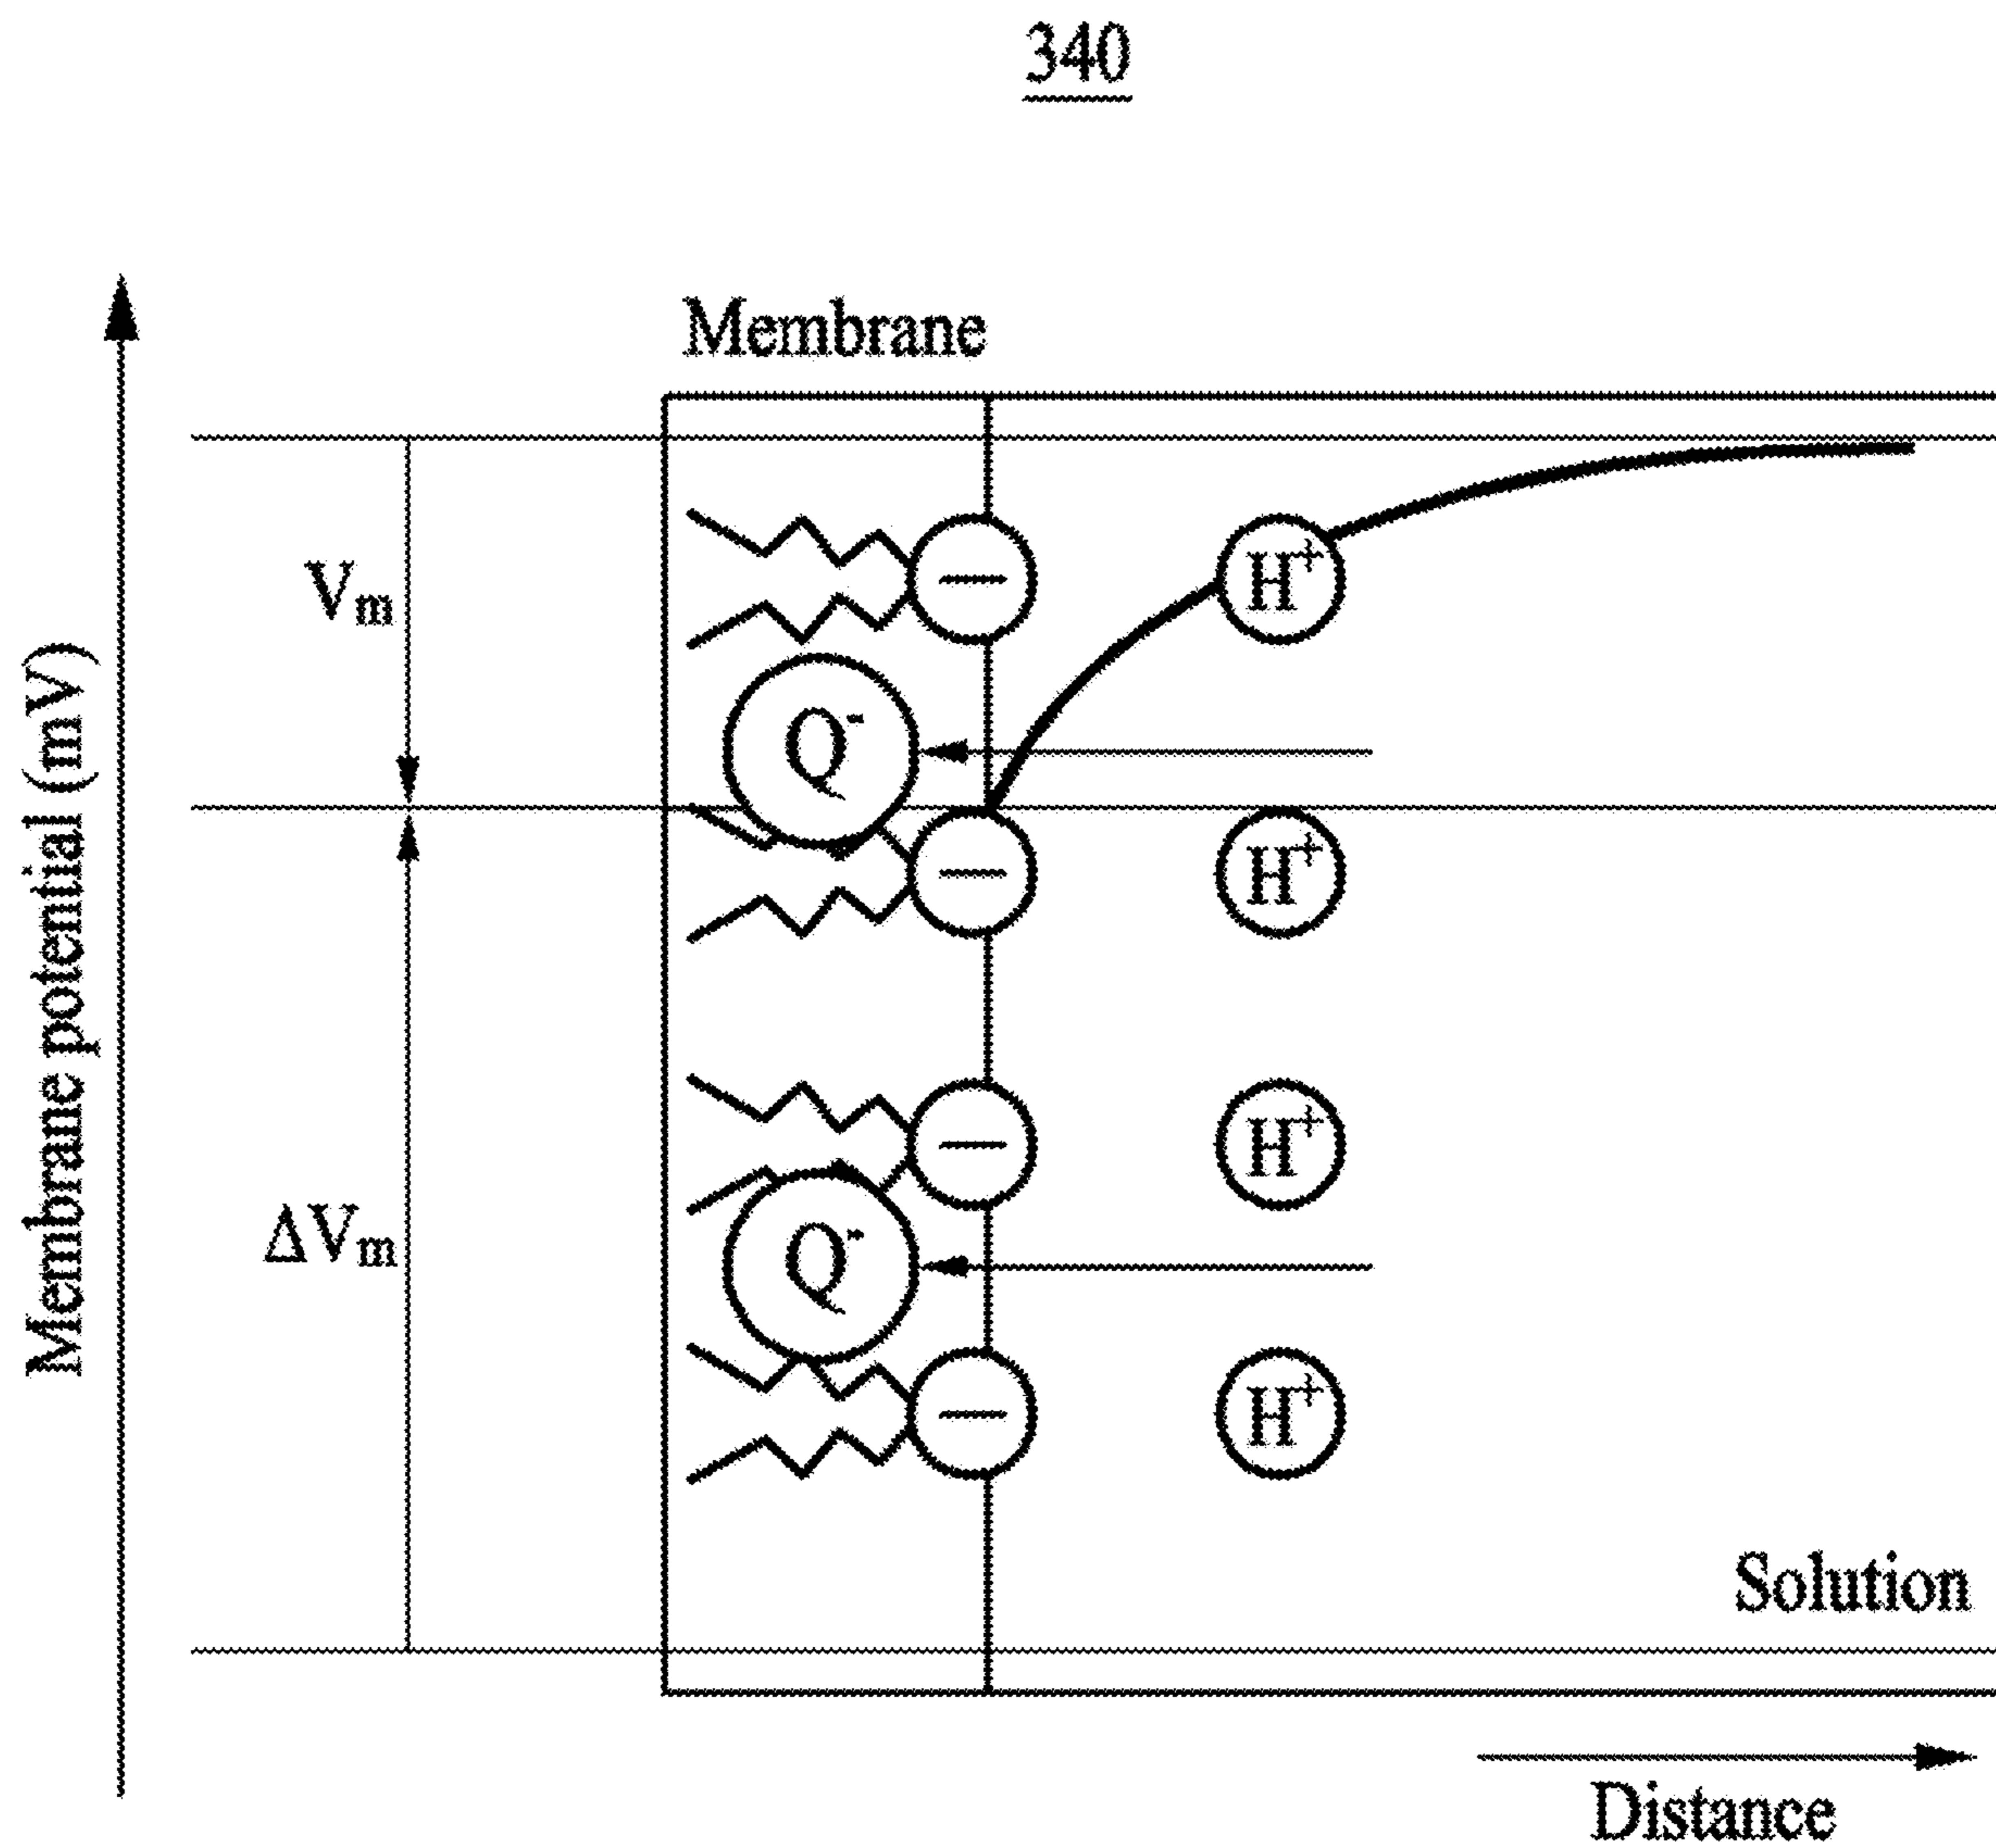 340
Membrane
Membrane potential (mV)
Vₘ
H⁺
Q⁻
H⁺
ΔVₘ
H⁺
Q⁻
H⁺
Solution
Distance